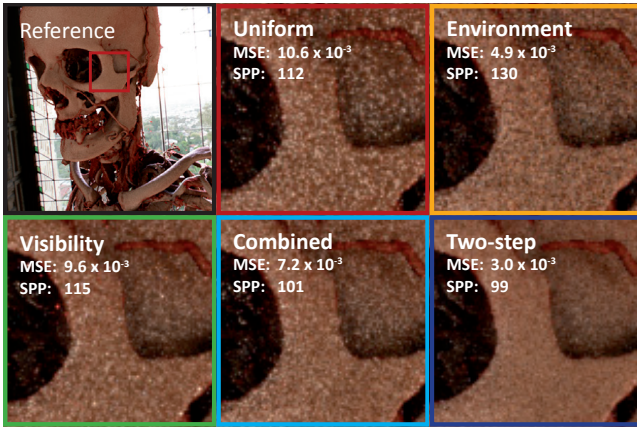 Reference
Uniform
MSE: 10.6 x 10⁻³
SPP: 112
Environment
MSE: 4.9 x 10⁻³
SPP: 130
Visibility
MSE: 9.6 x 10⁻³
SPP: 115
Combined
MSE: 7.2 x 10⁻³
SPP: 101
Two-step
MSE: 3.0 x 10⁻³
SPP: 99